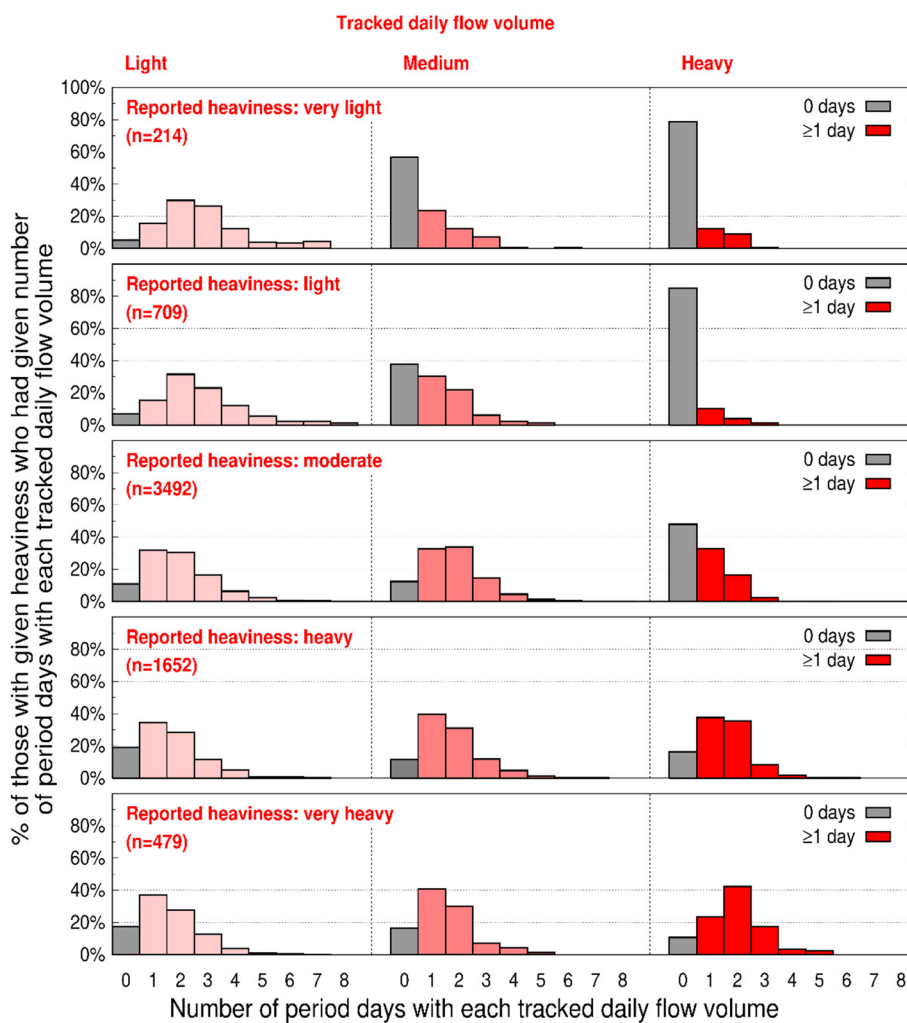 Tracked daily flow volume
Light Medium Heavy
% of those with given heaviness who had given number
of period days with each tracked daily flow volume
100%
80%
60%
40%
20%
0%
Reported heaviness: very light
(n=214)
0 days
≥1 day
80%
60%
40%
20%
0%
Reported heaviness: light
(n=709)
0 days
≥1 day
80%
60%
40%
20%
0%
Reported heaviness: moderate
(n=3492)
0 days
≥1 day
80%
60%
40%
20%
0%
Reported heaviness: heavy
(n=1652)
0 days
≥1 day
80%
60%
40%
20%
0%
Reported heaviness: very heavy
(n=479)
0 days
≥1 day
0 1 2 3 4 5 6 7 8 0 1 2 3 4 5 6 7 8 0 1 2 3 4 5 6 7 8
Number of period days with each tracked daily flow volume